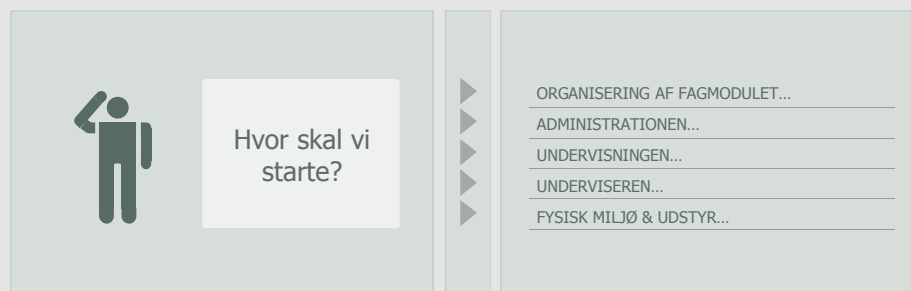 Hvor skal vi
starte?
ORGANISERING AF FAGMODULET…
ADMINISTRATIONEN…
UNDERVISNINGEN…
UNDERVISEREN…
FYSISK MILJØ & UDSTYR…